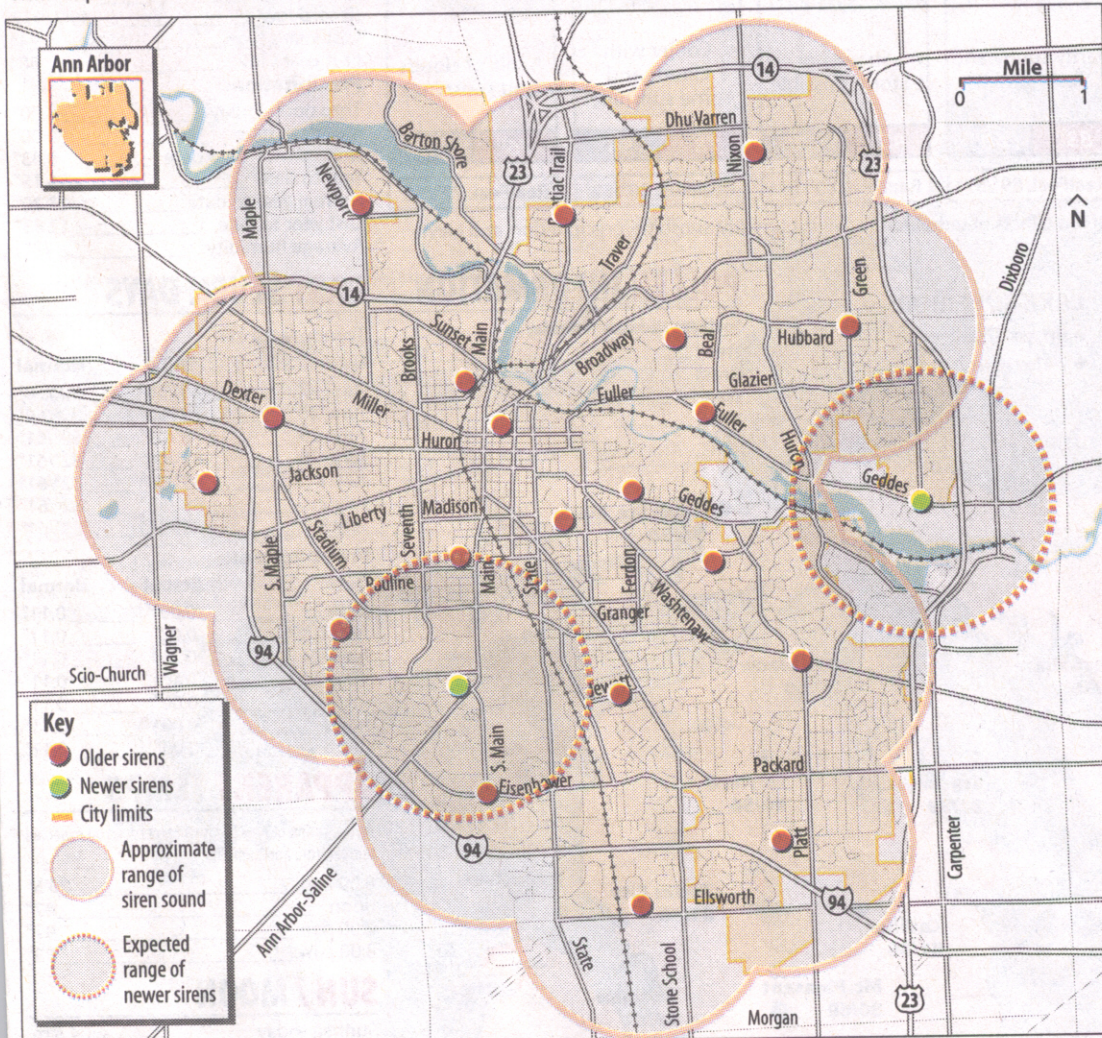 Ann Arbor
14
Mile
0 1
Dhu Varren
Barton Shore
23
Nixon
23
Newport
Maple
Traver
N
Dixboro
14
Green
Sunset
Main
Brooks
Broadway
Beal
Hubbard
Dexter
Miller
Fuller
Glazier
Fuller
Huron
Huron
Jackson
Geddes
Geddes
Liberty
Madison
Seventh
Stadium
S. Maple
Pauline
Main
State
Ferdon
Washtenaw
Granger
94
Wagner
Scio-Church
Key
Older sirens
Newer sirens
City limits
Approximate
range of
siren sound
Expected
range of
newer sirens
S. Main
Eisenhower
Packard
94
Platt
Carpenter
Ellsworth
94
Ann Arbor-Saline
State
Stone School
Morgan
23